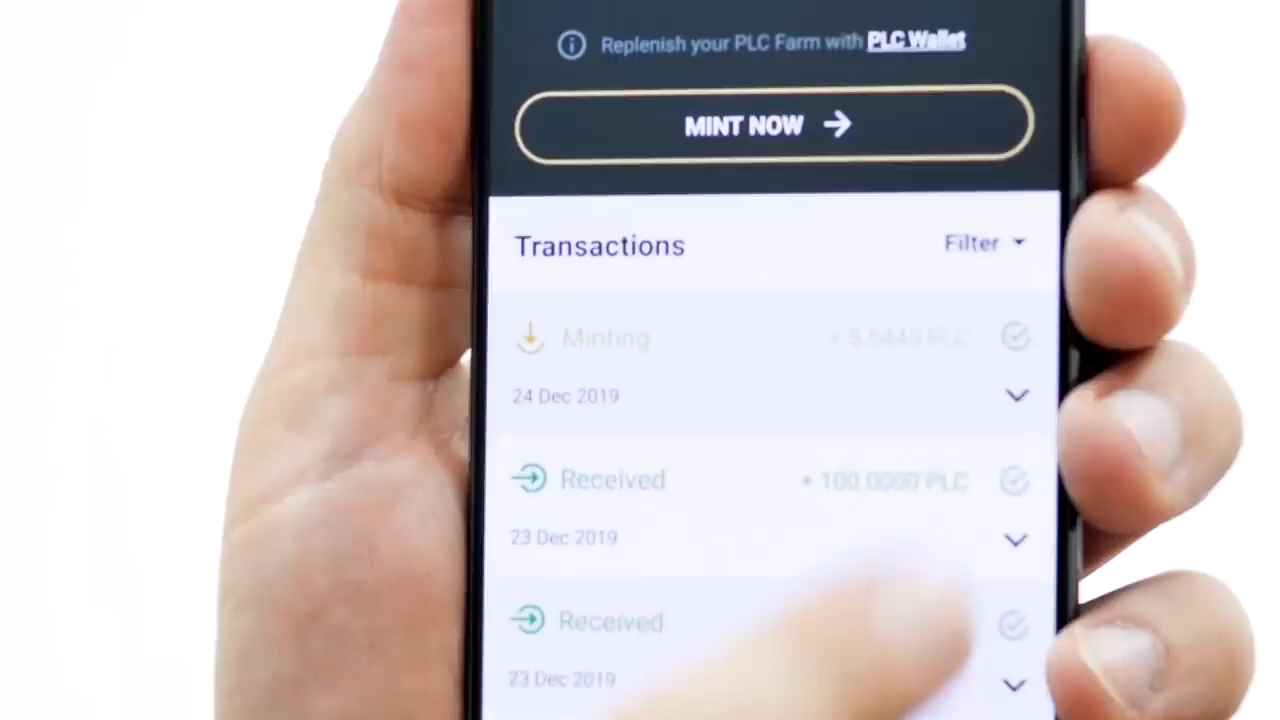 Replenish your PLC Farm with PLC Wallet
MINT NOW
Transactions
Filter
Minting + 5.6445 PLC
24 Dec 2019
Received + 100.0000 PLC
23 Dec 2019
Received
23 Dec 2019